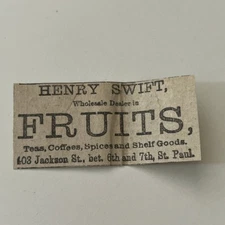 HENRY SWIFT,
Wholesale Dealer in
FRUITS,
Teas, Coffees, Spices and Shelf Goods.
403 Jackson St., bet. 6th and 7th, St. Paul.